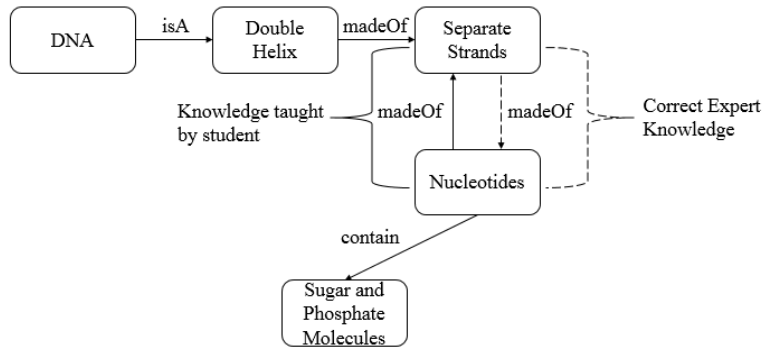 DNA
isA
Double
Helix
madeOf
Separate
Strands
Knowledge taught
by student
madeOf
madeOf
Correct Expert
Knowledge
Nucleotides
contain
Sugar and
Phosphate
Molecules